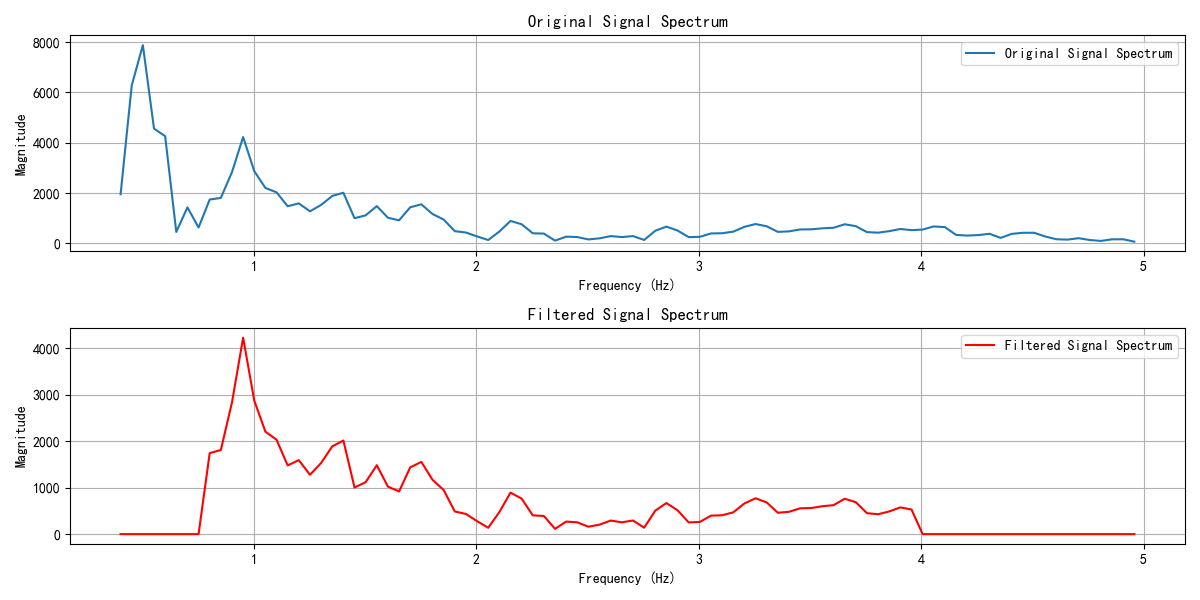 Original Signal Spectrum
Original Signal Spectrum
8000
6000
4000
2000
0
Magnitude
1 2 3 4 5
Frequency (Hz)
Filtered Signal Spectrum
Filtered Signal Spectrum
4000
3000
2000
1000
0
Magnitude
1 2 3 4 5
Frequency (Hz)